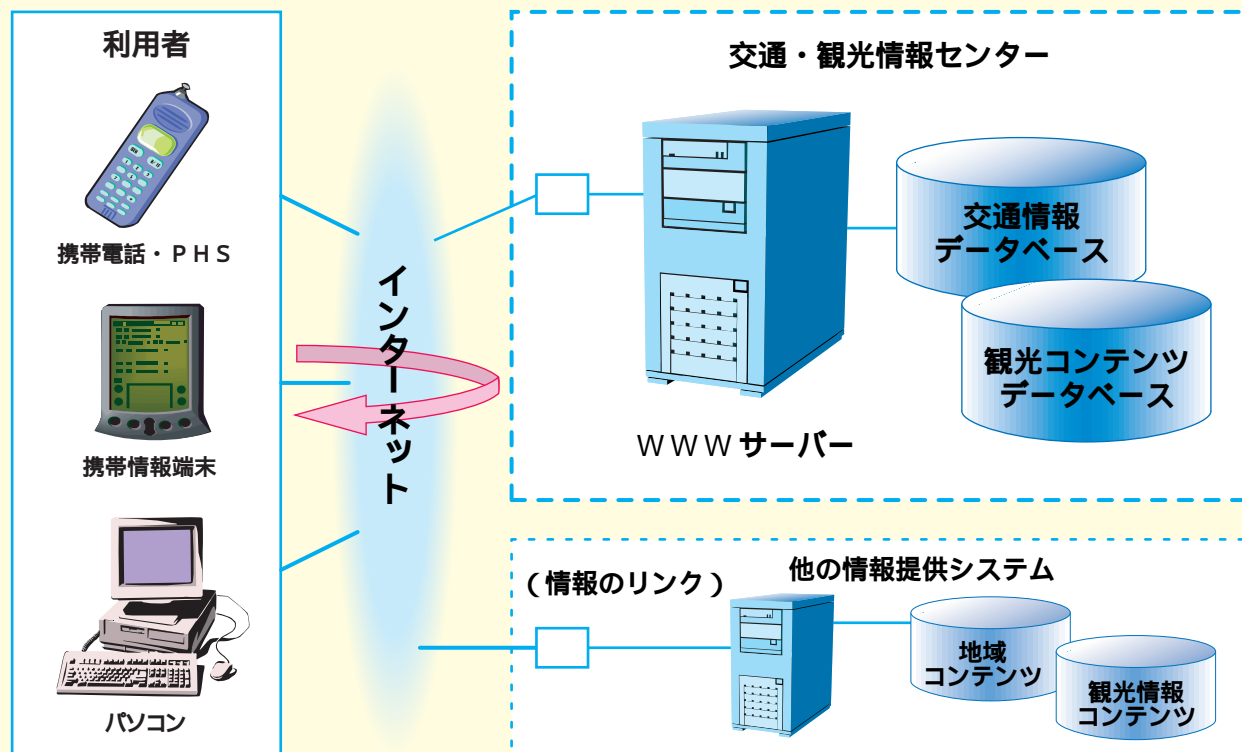 利用者
携帯電話・ＰＨＳ
携帯情報端末
パソコン
インターネット
交通・観光情報センター
ＷＷＷサーバー
交通情報
データベース
観光コンテンツ
データベース
（情報のリンク）
他の情報提供システム
地域
コンテンツ
観光情報
コンテンツ